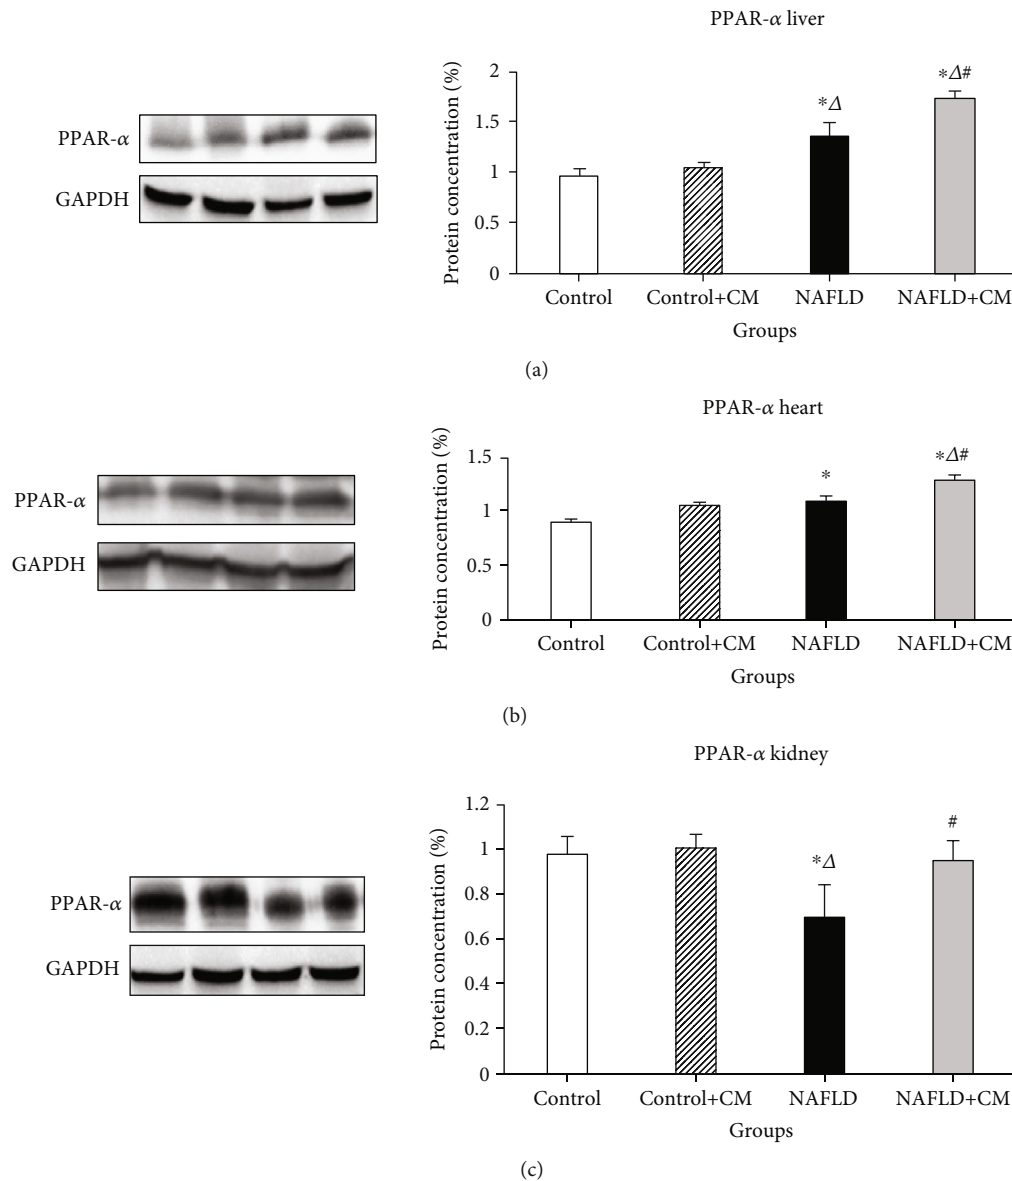 PPAR-α
GAPDH
PPAR-α liver
Protein concentration (%)
2
1.5
1
0.5
0
*Δ
*Δ#
Control
Control+CM
NAFLD
NAFLD+CM
Groups
(a)
PPAR-α
GAPDH
PPAR-α heart
Protein concentration (%)
1.5
1
0.5
0
*
*Δ#
Control
Control+CM
NAFLD
NAFLD+CM
Groups
(b)
PPAR-α
GAPDH
PPAR-α kidney
Protein concentration (%)
1.2
1
0.8
0.6
0.4
0.2
0
*Δ
#
Control
Control+CM
NAFLD
NAFLD+CM
Groups
(c)